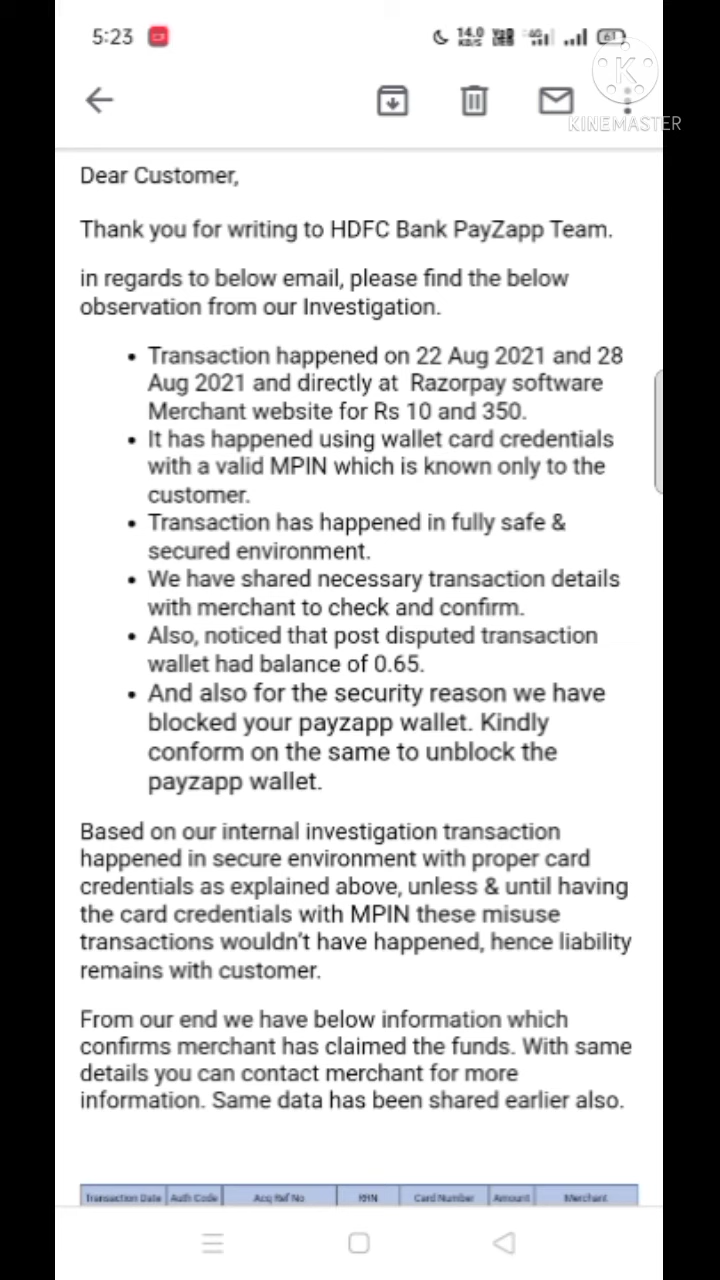 5:23
14.0
KB/S
4G
61
K
KINEMASTER
Dear Customer,
Thank you for writing to HDFC Bank PayZapp Team.
in regards to below email, please find the below
observation from our Investigation.
• Transaction happened on 22 Aug 2021 and 28
Aug 2021 and directly at Razorpay software
Merchant website for Rs 10 and 350.
• It has happened using wallet card credentials
with a valid MPIN which is known only to the
customer.
• Transaction has happened in fully safe &
secured environment.
• We have shared necessary transaction details
with merchant to check and confirm.
• Also, noticed that post disputed transaction
wallet had balance of 0.65.
• And also for the security reason we have
blocked your payzapp wallet. Kindly
conform on the same to unblock the
payzapp wallet.
Based on our internal investigation transaction
happened in secure environment with proper card
credentials as explained above, unless & until having
the card credentials with MPIN these misuse
transactions wouldn't have happened, hence liability
remains with customer.
From our end we have below information which
confirms merchant has claimed the funds. With same
details you can contact merchant for more
information. Same data has been shared earlier also.
Transaction Date Auth Code Acq Ref No RRN Card Number Amount Merchant